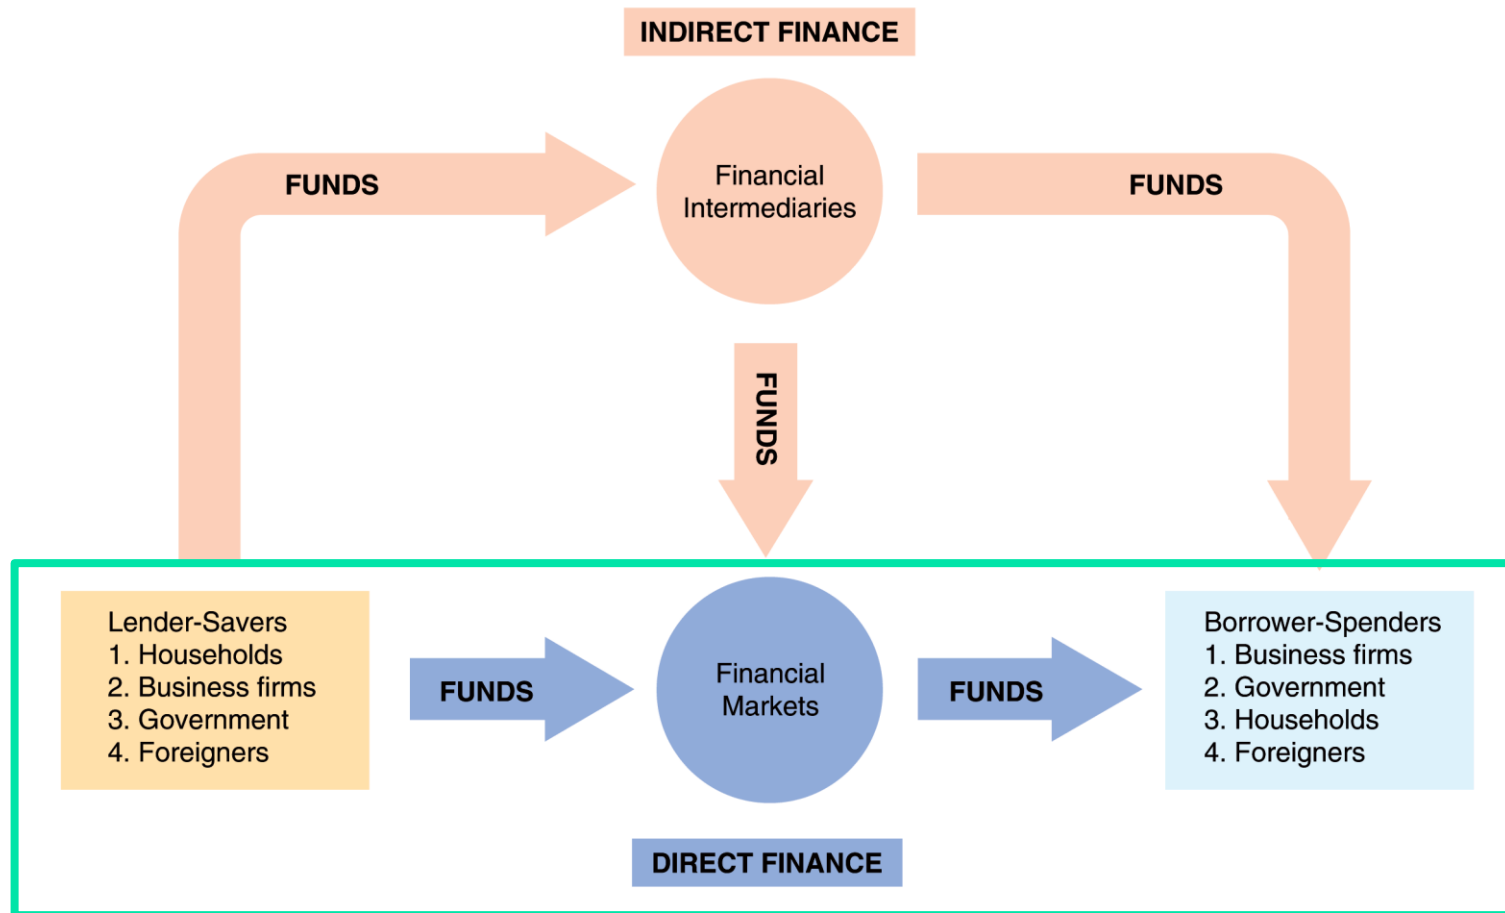 INDIRECT FINANCE
FUNDS
Financial
Intermediaries
FUNDS
FUNDS
Lender-Savers
1. Households
2. Business firms
3. Government
4. Foreigners
FUNDS
Financial
Markets
FUNDS
Borrower-Spenders
1. Business firms
2. Government
3. Households
4. Foreigners
DIRECT FINANCE